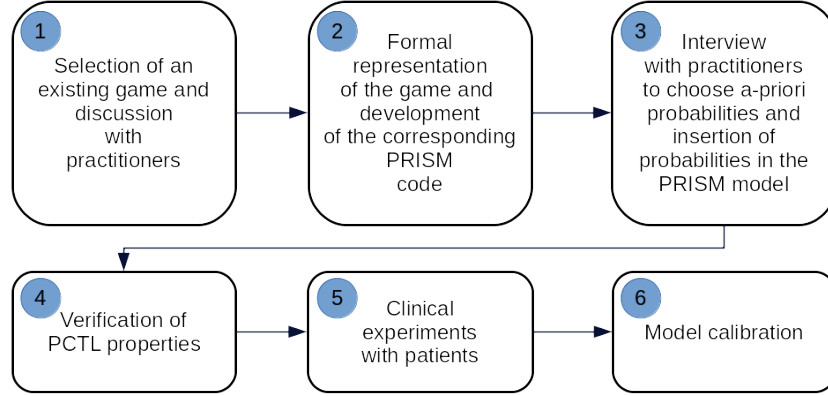 1
Selection of an
existing game and
discussion
with
practitioners
2
Formal
representation
of the game and
development
of the corresponding
PRISM
code
3
Interview
with practitioners
to choose a-priori
probabilities and
insertion of
probabilities in the
PRISM model
4
Verification of
PCTL properties
5
Clinical
experiments
with patients
6
Model calibration